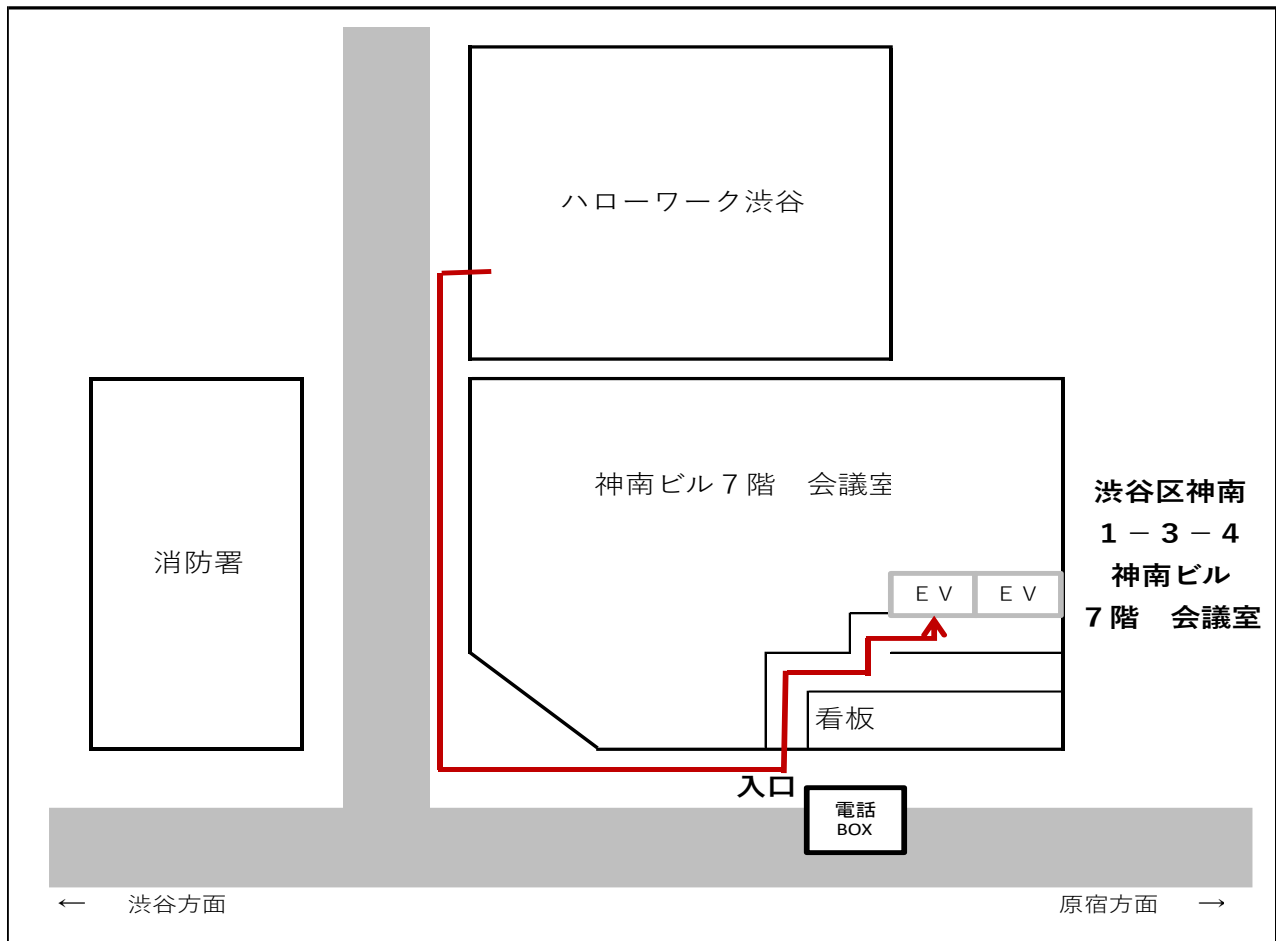 ハローワーク渋谷
神南ビル７階　会議室
渋谷区神南
１－３－４
神南ビル
７階　会議室
消防署
ＥＶ
ＥＶ
看板
入口
電話
BOX
←　渋谷方面
原宿方面　→